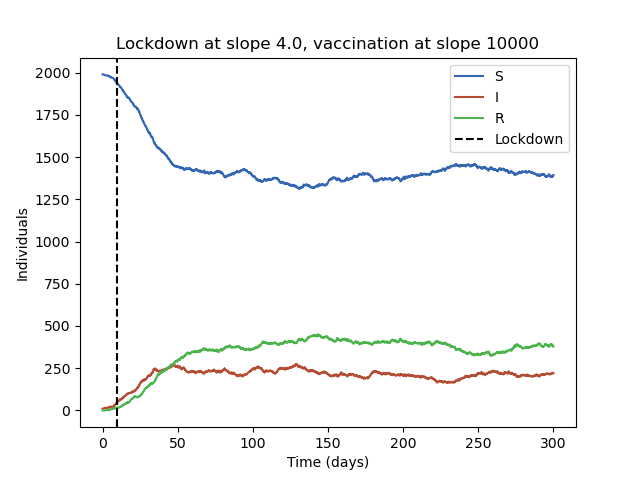 Lockdown at slope 4.0, vaccination at slope 10000
2000
1750
1500
1250
1000
750
500
250
0
Individuals
S
I
R
Lockdown
0 50 100 150 200 250 300
Time (days)